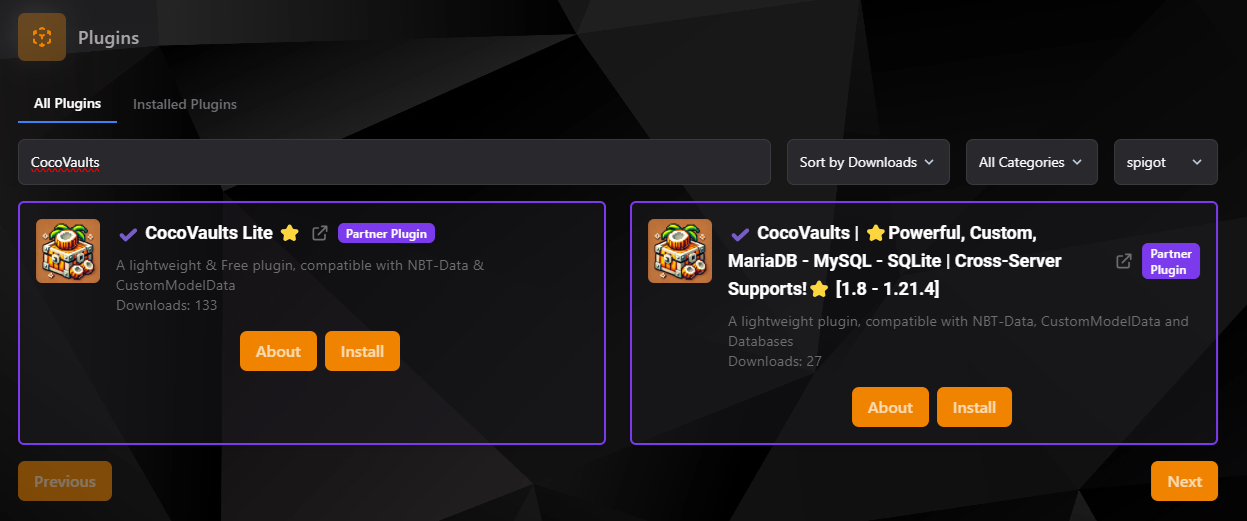 Plugins
All Plugins
Installed Plugins
CocoVaults
Sort by Downloads
All Categories
spigot
CocoVaults Lite ⭐
Partner Plugin
A lightweight & Free plugin, compatible with NBT-Data &
CustomModelData
Downloads: 133
About
Install
CocoVaults | ⭐Powerful, Custom,
MariaDB - MySQL - SQLite | Cross-Server
Supports!⭐ [1.8 - 1.21.4]
Partner
Plugin
A lightweight plugin, compatible with NBT-Data, CustomModelData and
Databases
Downloads: 27
About
Install
Previous
Next